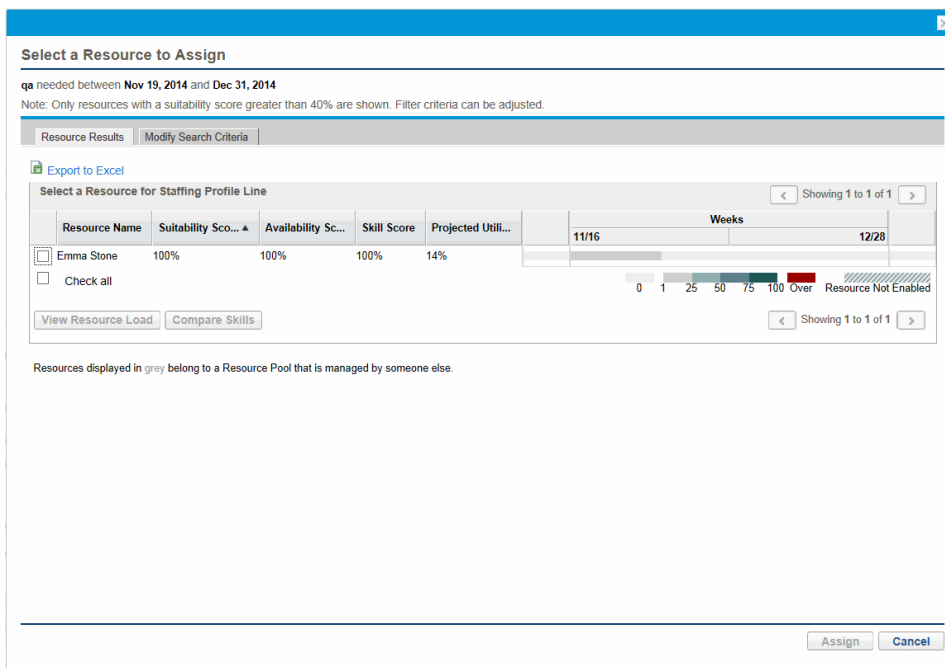 Select a Resource to Assign
qa needed between Nov 19, 2014 and Dec 31, 2014
Note: Only resources with a suitability score greater than 40% are shown. Filter criteria can be adjusted.
Resource Results Modify Search Criteria
Export to Excel
Select a Resource for Staffing Profile Line
Showing 1 to 1 of 1
Resource Name Suitability Sco... Availability Sc... Skill Score Projected Utili... Weeks
11/16 12/28
Emma Stone 100% 100% 100% 14%
Check all
0 1 25 50 75 100 Over Resource Not Enabled
View Resource Load Compare Skills Showing 1 to 1 of 1
Resources displayed in grey belong to a Resource Pool that is managed by someone else.
Assign Cancel